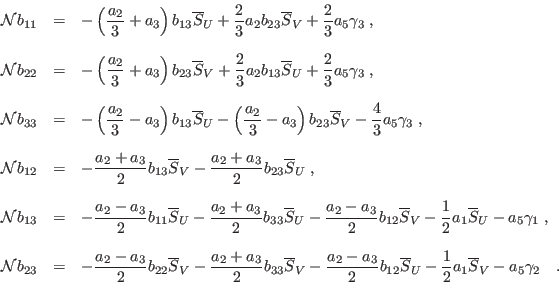 \mathcal{N}b_{11} = -\left(\frac{a_2}{3}+a_3\right)b_{13}\overline{S}_U+\frac{2}{3}a_2b_{23}\overline{S}_V+\frac{2}{3}a_5\gamma_3 \; ,
\mathcal{N}b_{22} = -\left(\frac{a_2}{3}+a_3\right)b_{23}\overline{S}_V+\frac{2}{3}a_2b_{13}\overline{S}_U+\frac{2}{3}a_5\gamma_3 \; ,
\mathcal{N}b_{33} = -\left(\frac{a_2}{3}-a_3\right)b_{13}\overline{S}_U-\left(\frac{a_2}{3}-a_3\right)b_{23}\overline{S}_V-\frac{4}{3}a_5\gamma_3 \; ,
\mathcal{N}b_{12} = -\frac{a_2+a_3}{2}b_{13}\overline{S}_V-\frac{a_2+a_3}{2}b_{23}\overline{S}_U \; ,
\mathcal{N}b_{13} = -\frac{a_2-a_3}{2}b_{11}\overline{S}_U-\frac{a_2+a_3}{2}b_{33}\overline{S}_U-\frac{a_2-a_3}{2}b_{12}\overline{S}_V-\frac{1}{2}a_1\overline{S}_U-a_5\gamma_1 \; ,
\mathcal{N}b_{23} = -\frac{a_2-a_3}{2}b_{22}\overline{S}_V-\frac{a_2+a_3}{2}b_{33}\overline{S}_V-\frac{a_2-a_3}{2}b_{12}\overline{S}_U-\frac{1}{2}a_1\overline{S}_V-a_5\gamma_2 \quad .